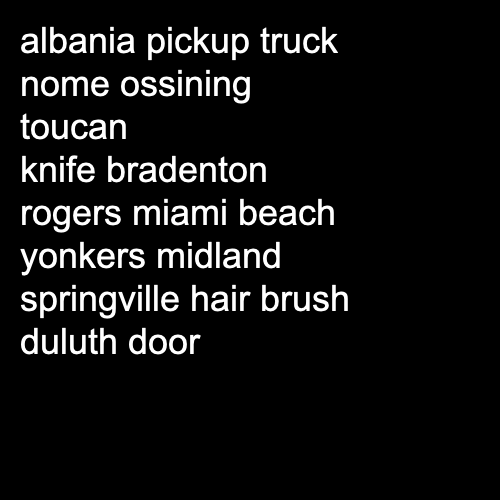 albania pickup truck
nome ossining
toucan
knife bradenton
rogers miami beach
yonkers midland
springville hair brush
duluth door